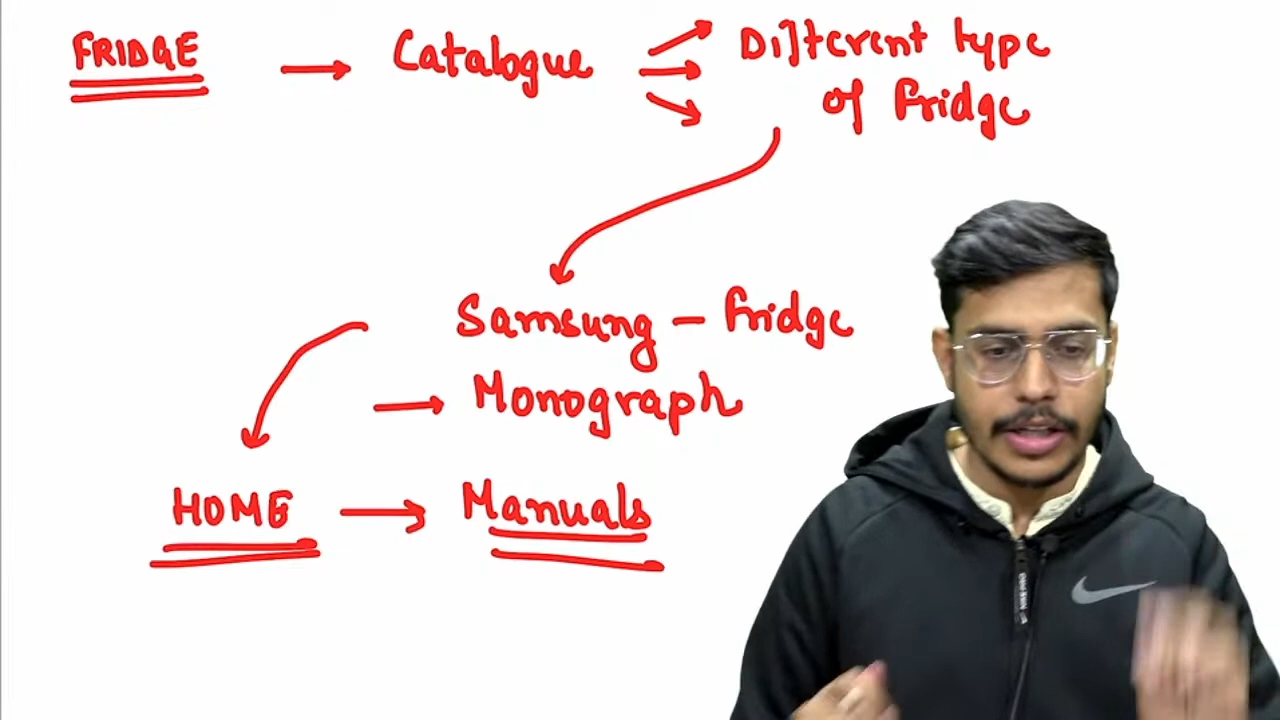 FRIDGE → Catalogue → Different type
of Fridge
Samsung - Fridge
→ Monograph
HOME → Manuals